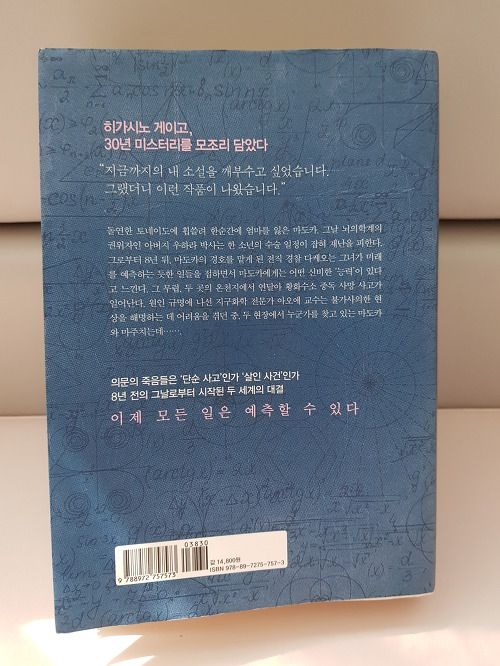 히가시노 게이고,
30년 미스터리를 모조리 담았다
“지금까지의 내 소설을 깨부수고 싶었습니다.
그랬더니 이런 작품이 나왔습니다.”
돌연한 토네이도에 휩쓸려 한순간에 엄마를 잃은 마도카. 그날 뇌의학계의
권위자인 아버지 우하라 박사는 한 소년의 수술 일정이 잡혀 재난을 피한다.
그로부터 8년 뒤, 마도카의 경호를 맡게 된 전직 경찰 다케오는 그녀가 미래
를 예측하는 듯한 일들을 접하면서 마도카에게는 어떤 신비한 ‘능력’이 있다
고 느낀다. 그 무렵, 두 곳의 온천지에서 연달아 황화수소 중독 사망 사고가
일어난다. 원인 규명에 나선 지구화학 전문가 아오에 교수는 불가사의한 현
상을 해명하는 데 어려움을 겪던 중, 두 현장에서 누군가를 찾고 있는 마도카
와 마주치는데…….
의문의 죽음들은 ‘단순 사고’인가 ‘살인 사건’인가
8년 전의 그날로부터 시작된 두 세계의 대결
이제 모든 일은 예측할 수 있다
03830
9 788972 757573
값 14,800원
ISBN 978-89-7275-757-3